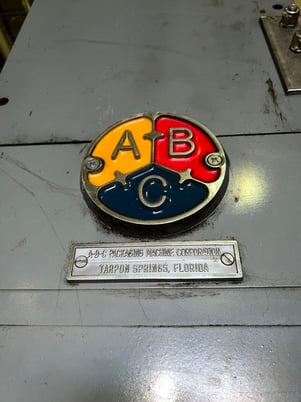 A B
C
A-B-C PACKAGING MACHINE CORPORATION
TARPON SPRINGS, FLORIDA